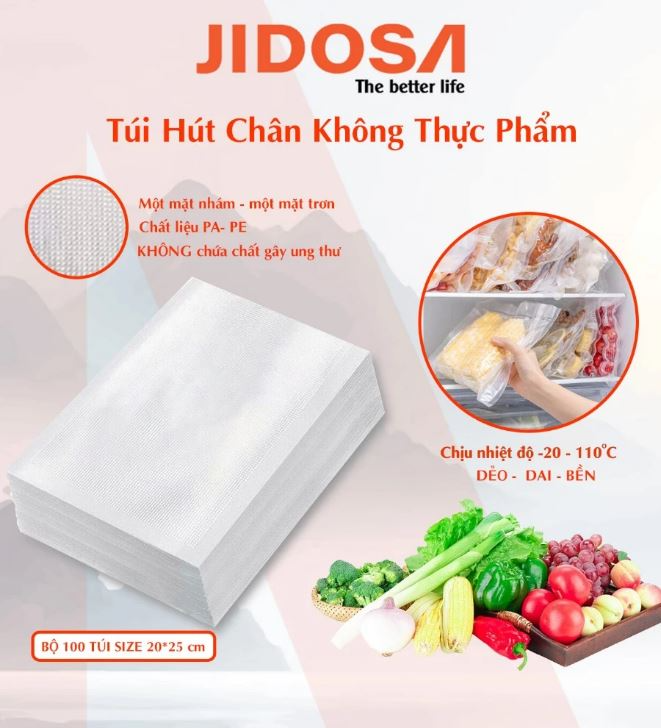 JIDOSA
The better life
Túi Hút Chân Không Thực Phẩm
Một mặt nhám - một mặt trơn
Chất liệu PA- PE
KHÔNG chứa chất gây ung thư
Chịu nhiệt độ -20 - 110°C
DẺO - DAI - BỀN
BỘ 100 TÚI SIZE 20*25 cm